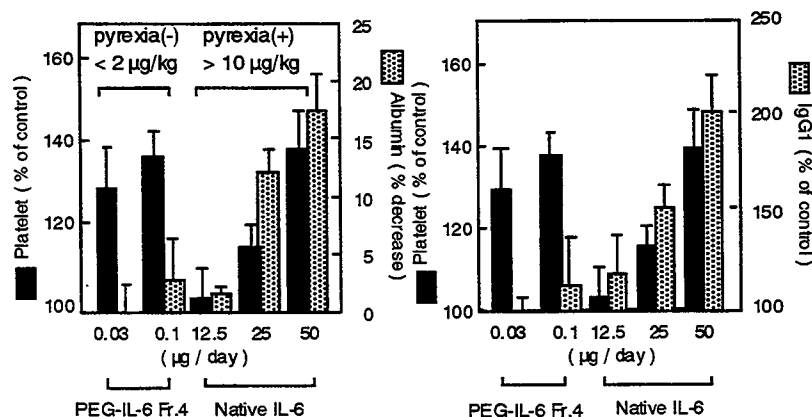 pyrexia(-) pyrexia(+)
< 2 µg/kg > 10 µg/kg
Platelet ( % of control)
160
140
120
100
25
20
15
10
5
0
Albumin ( % decrease)
0.03 0.1 12.5 25 50
( µg / day)
PEG-IL-6 Fr.4 Native IL-6
Platelet ( % of control)
160
140
130
120
110
100
250
200
150
100
IgG1 (% of control)
0.03 0.1 12.5 25 50
( µg / day)
PEG-IL-6 Fr.4 Native IL-6